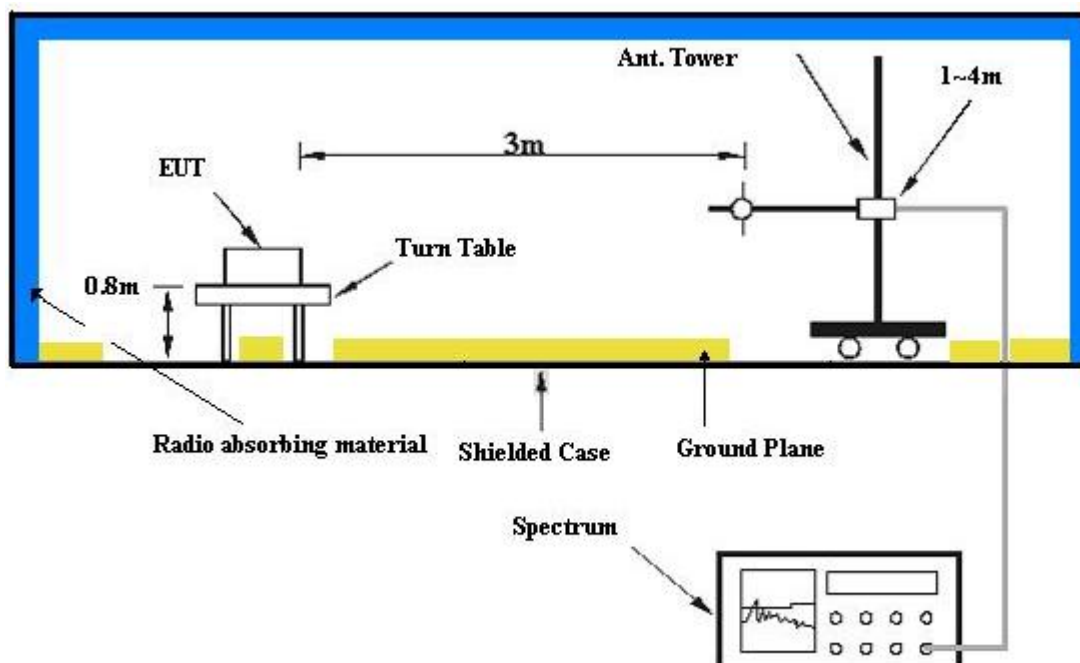 Ant. Tower
1~4m
3m
EUT
Turn Table
0.8m
Radio absorbing material
Shielded Case
Ground Plane
Spectrum